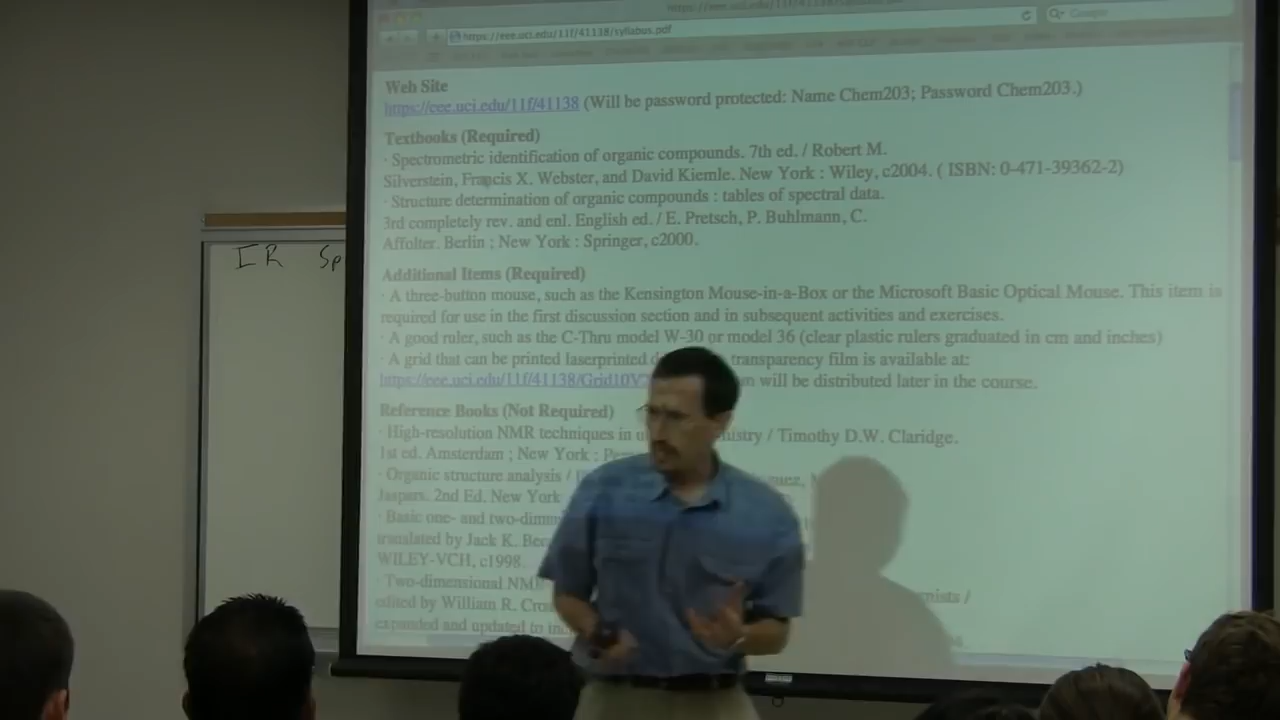 https://eee.uci.edu/11f/41138/syllabus.pdf
Google
Web Site
https://eee.uci.edu/11f/41138 (Will be password protected: Name Chem203; Password Chem203.)
Textbooks (Required)
· Spectrometric identification of organic compounds. 7th ed. / Robert M.
Silverstein, Francis X. Webster, and David Kiemle. New York : Wiley, c2004. ( ISBN: 0-471-39362-2)
· Structure determination of organic compounds : tables of spectral data.
3rd completely rev. and enl. English ed. / E. Pretsch, P. Buhlmann, C.
Affolter. Berlin ; New York : Springer, c2000.
IR Sp
Additional Items (Required)
· A three-button mouse, such as the Kensington Mouse-in-a-Box or the Microsoft Basic Optical Mouse. This item is
required for use in the first discussion section and in subsequent activities and exercises.
· A good ruler, such as the C-Thru model W-30 or model 36 (clear plastic rulers graduated in cm and inches)
· A grid that can be printed laserprinted transparency film is available at:
https://eee.uci.edu/11f/41138/Grid10V will be distributed later in the course.
Reference Books (Not Required)
· High-resolution NMR techniques in / Timothy D.W. Claridge.
1st ed. Amsterdam ; New York :
· Organic structure analysis /
Jaspars. 2nd Ed. New York
· Basic one- and
translated by Jack K.
WILEY-VCH, c1998.
· Two-dimensional NMR
edited by William R.
expanded and updated to